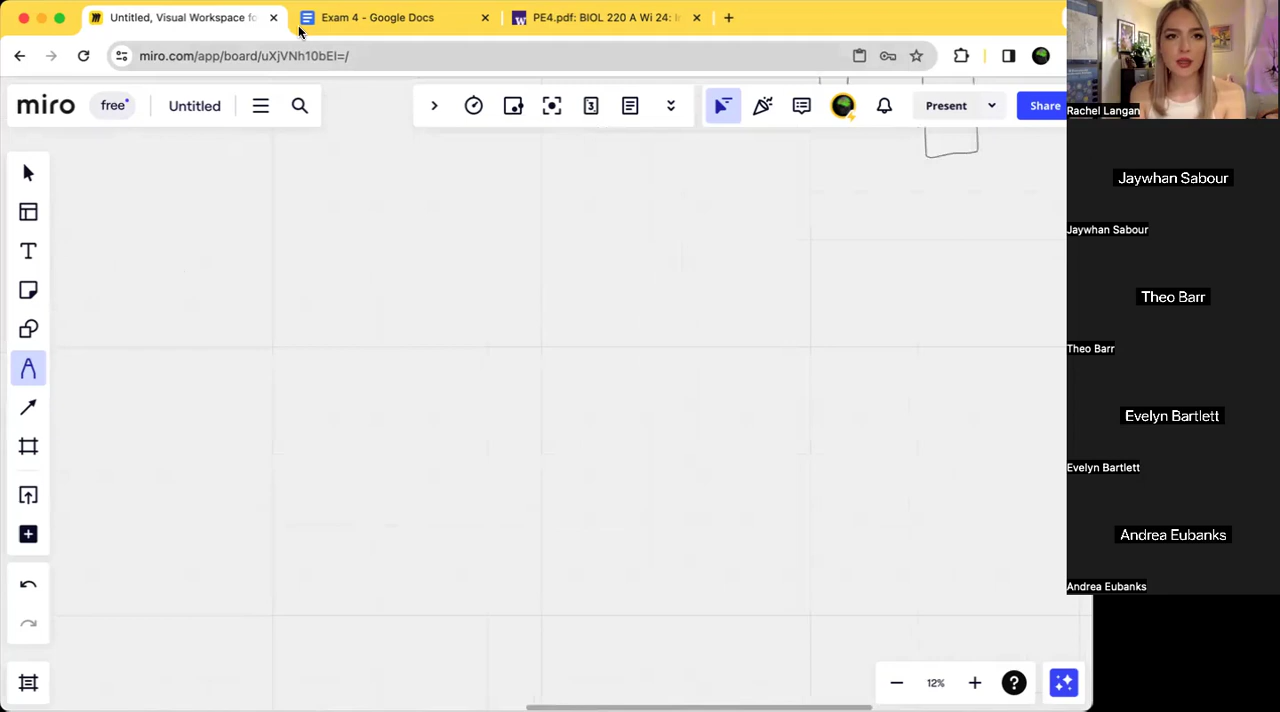 Untitled, Visual Workspace fo
Exam 4 - Google Docs
PE4.pdf: BIOL 220 A Wi 24: In
miro.com/app/board/uXjVNh10bEI=/
miro
free
Untitled
3
Present
Share
12%
Rachel Langan
Jaywhan Sabour
Jaywhan Sabour
Theo Barr
Theo Barr
Evelyn Bartlett
Evelyn Bartlett
Andrea Eubanks
Andrea Eubanks